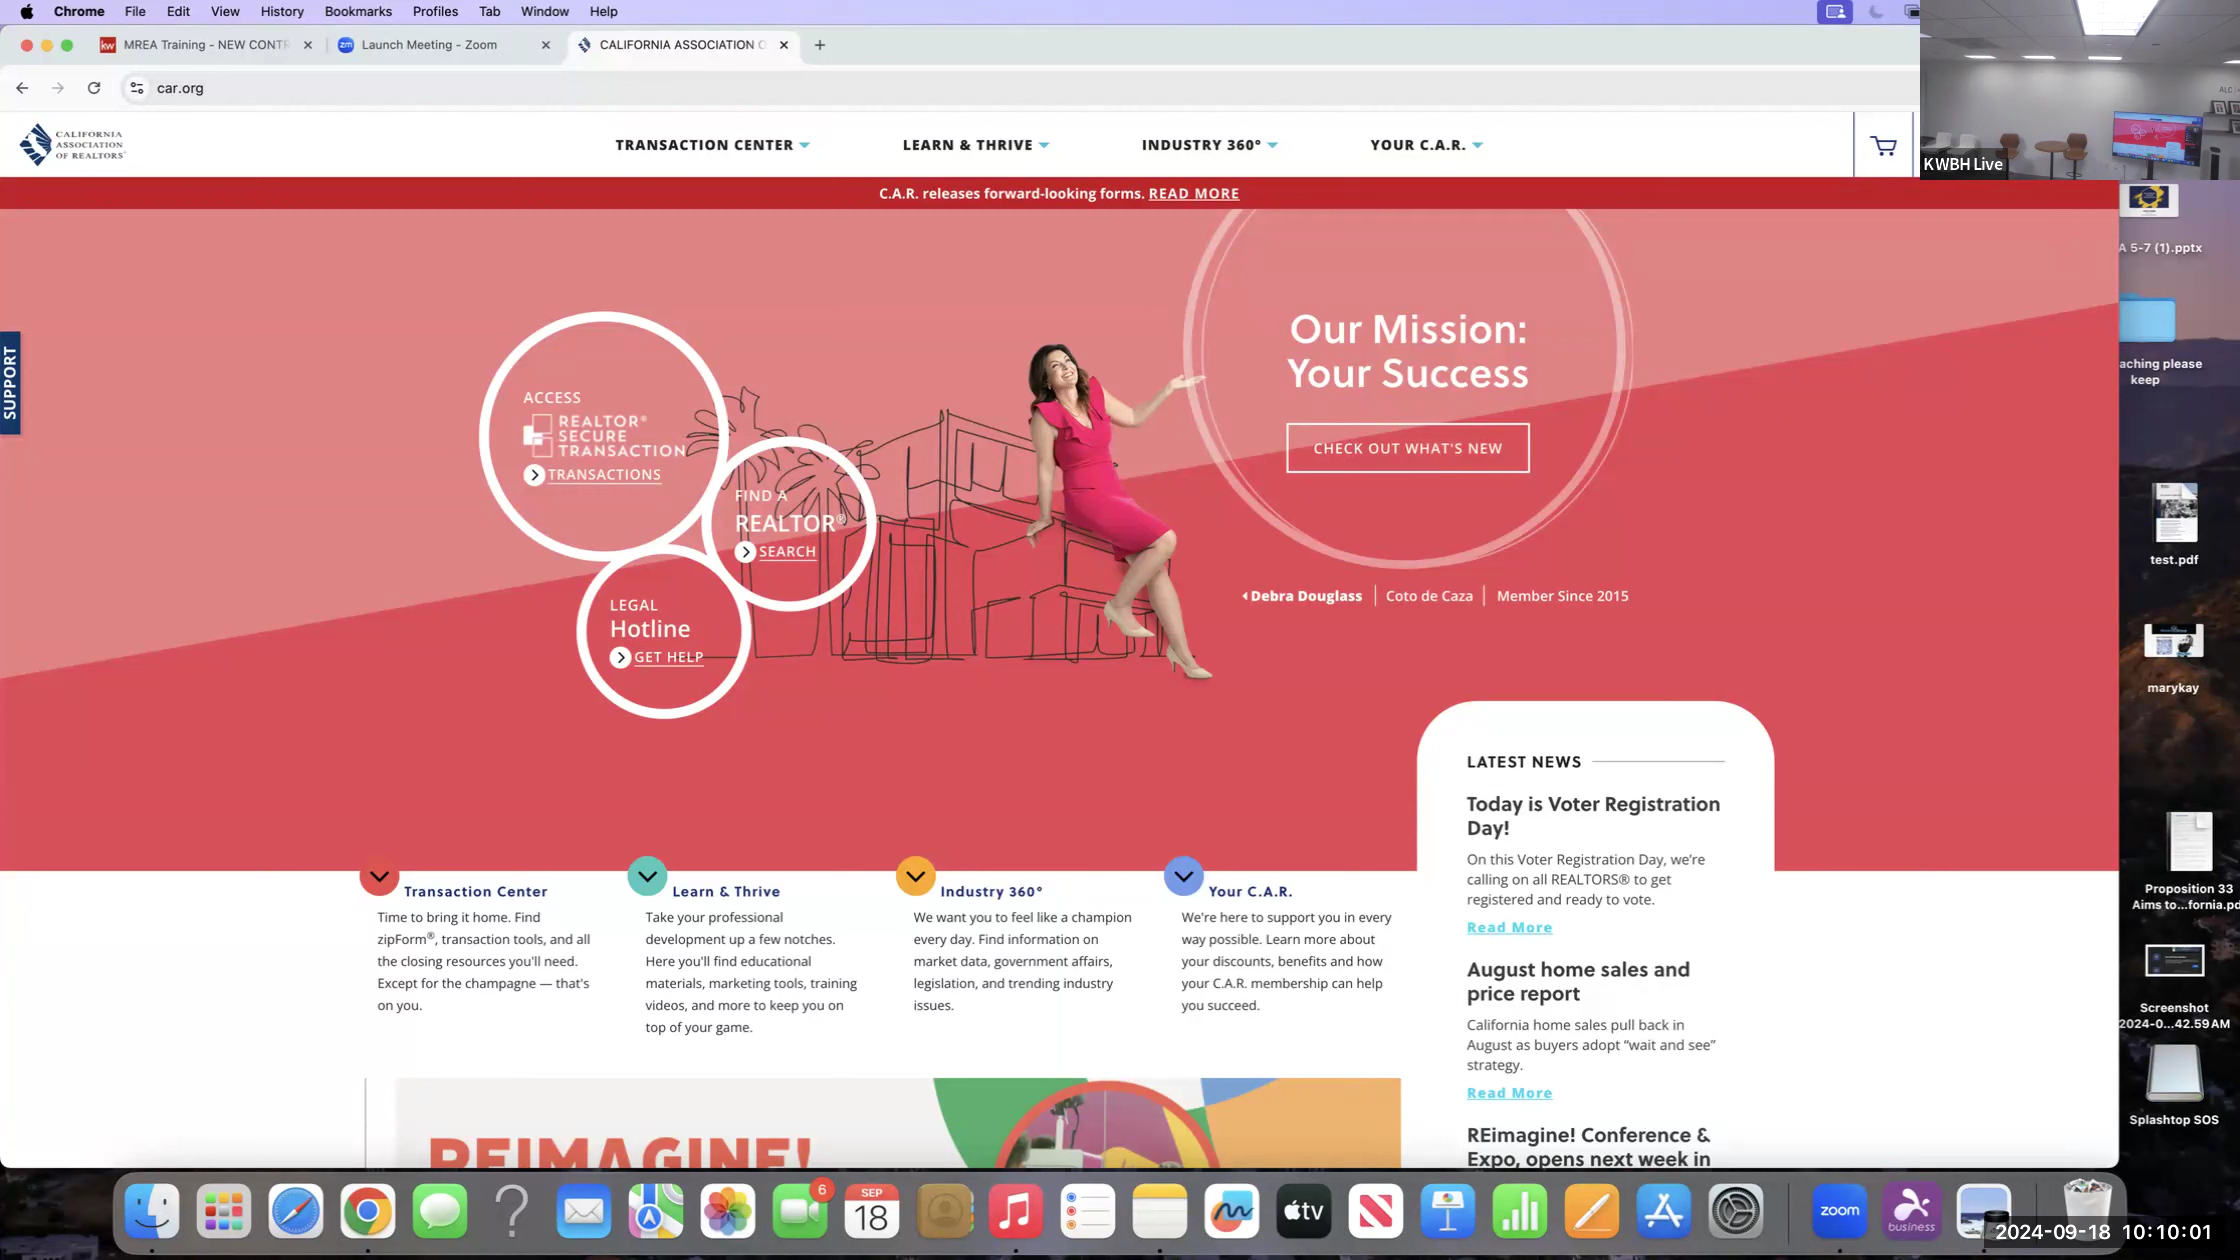 Chrome File Edit View History Bookmarks Profiles Tab Window Help
MREA Training - NEW CONTR
Launch Meeting - Zoom
CALIFORNIA ASSOCIATION O
car.org
KWBH Live
CALIFORNIA
ASSOCIATION
OF REALTORS®
TRANSACTION CENTER
LEARN & THRIVE
INDUSTRY 360°
YOUR C.A.R.
C.A.R. releases forward-looking forms. READ MORE
SUPPORT
ACCESS
REALTOR®
SECURE
TRANSACTION
TRANSACTIONS
FIND A
REALTOR®
SEARCH
LEGAL
Hotline
GET HELP
Our Mission:
Your Success
CHECK OUT WHAT'S NEW
Debra Douglass
Coto de Caza
Member Since 2015
Transaction Center
Time to bring it home. Find
zipForm®, transaction tools, and all
the closing resources you'll need.
Except for the champagne — that's
on you.
Learn & Thrive
Take your professional
development up a few notches.
Here you'll find educational
materials, marketing tools, training
videos, and more to keep you on
top of your game.
Industry 360°
We want you to feel like a champion
every day. Find information on
market data, government affairs,
legislation, and trending industry
issues.
Your C.A.R.
We're here to support you in every
way possible. Learn more about
your discounts, benefits and how
your C.A.R. membership can help
you succeed.
LATEST NEWS
Today is Voter Registration
Day!
On this Voter Registration Day, we're
calling on all REALTORS® to get
registered and ready to vote.
Read More
August home sales and
price report
California home sales pull back in
August as buyers adopt “wait and see”
strategy.
Read More
REimagine! Conference &
Expo, opens next week in
REIMAGINE!
A 5-7 (1).pptx
aching please
keep
test.pdf
marykay
Proposition 33
Aims to...fornia.pd
Screenshot
2024-0...42.59 AM
Splashtop SOS
6
SEP
18
tv
zoom
business
2024-09-18 10:10:01